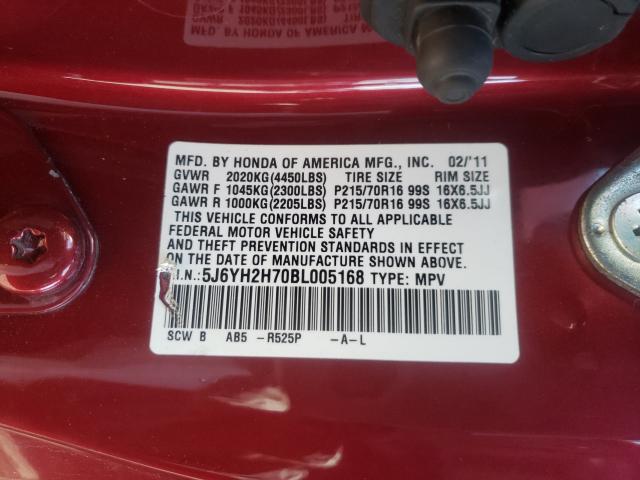 MFD. BY HONDA OF AMERICA MFG., INC. 02/'11
GVWR 2020KG(4450LBS) TIRE SIZE RIM SIZE
GAWR F 1045KG(2300LBS) P215/70R16 99S 16X6.5JJ
GAWR R 1000KG(2205LBS) P215/70R16 99S 16X6.5JJ
THIS VEHICLE CONFORMS TO ALL APPLICABLE
FEDERAL MOTOR VEHICLE SAFETY, BUMPER,
AND THEFT PREVENTION STANDARDS IN EFFECT
ON THE DATE OF MANUFACTURE SHOWN ABOVE.
.I.N.: 5J6YH2H70BL005168 TYPE: MPV
SCW B AB5 -R525P -A-L